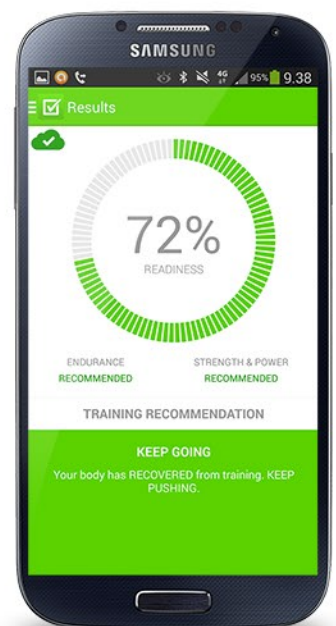 SAMSUNG
4G 95% 9.38
Results
72%
READINESS
ENDURANCE
RECOMMENDED
STRENGTH & POWER
RECOMMENDED
TRAINING RECOMMENDATION
KEEP GOING
Your body has RECOVERED from training. KEEP
PUSHING.